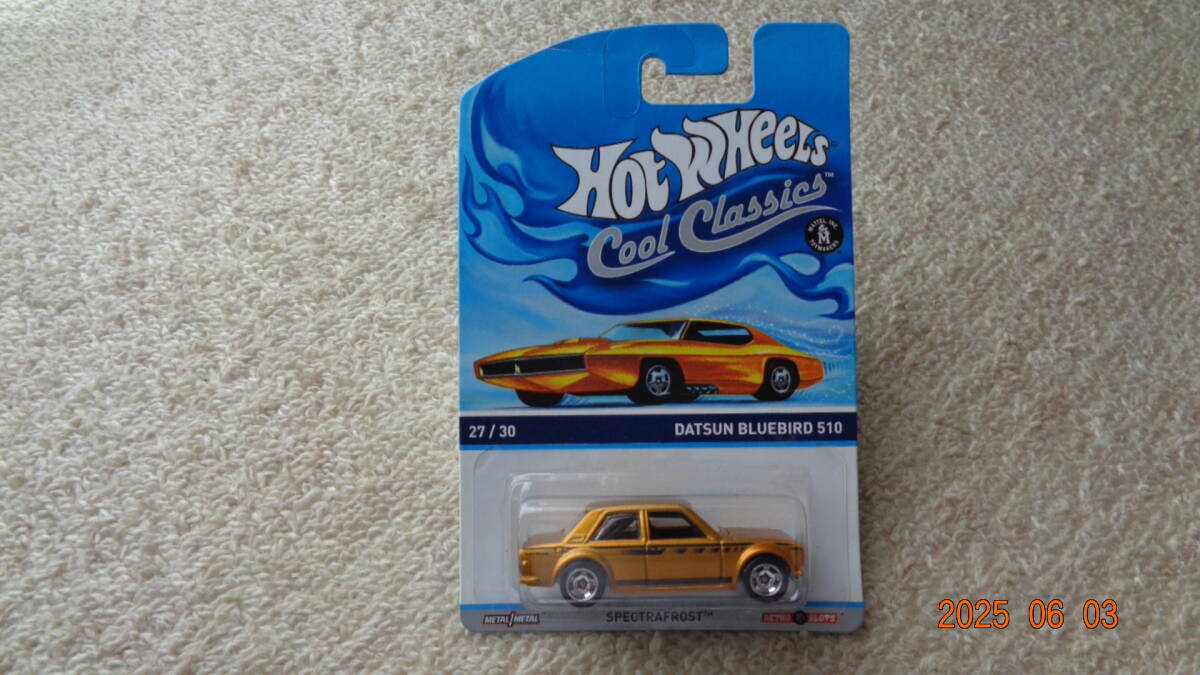 HOT WHEELS
Cool Classics™
MATTEL, INC.
M
TOYMAKERS
27 / 30
DATSUN BLUEBIRD 510
METAL/METAL
SPECTRAFROST™
RETRO SLOTS
2025 06 03